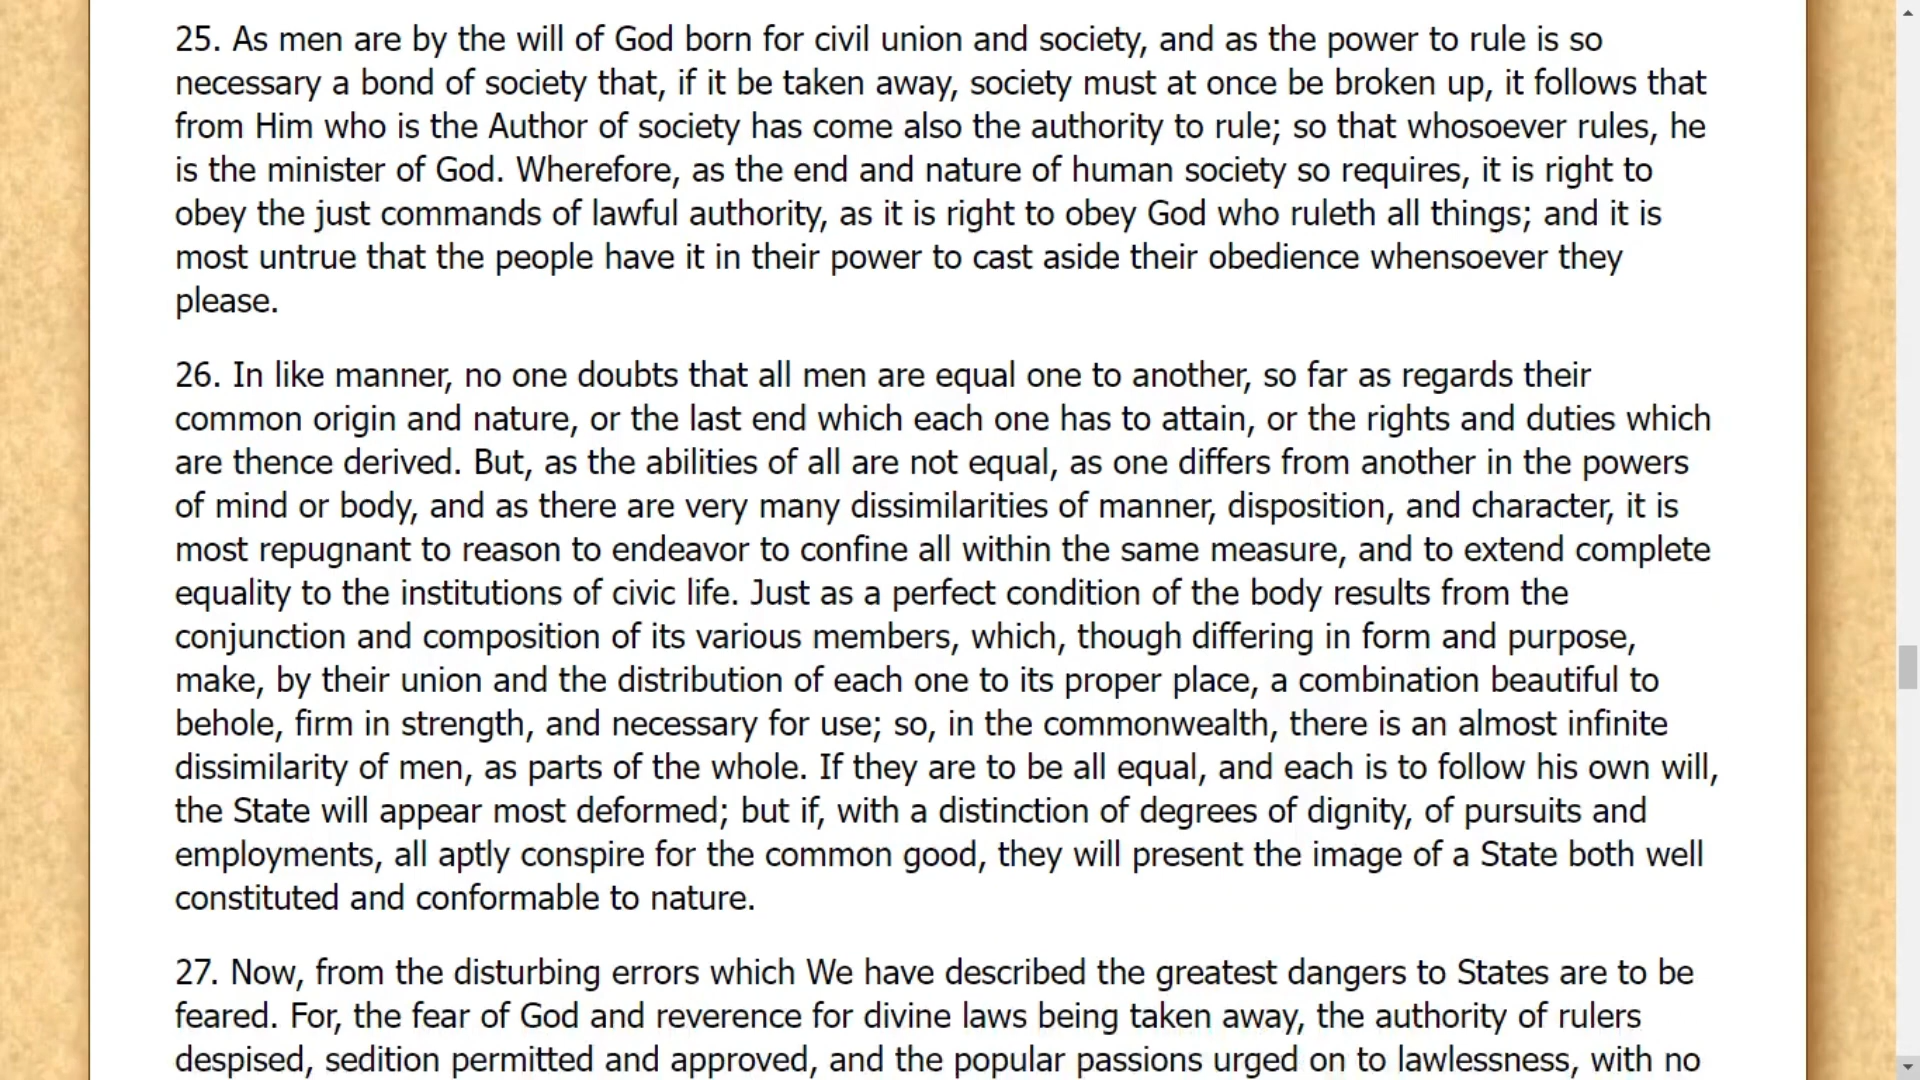 25. As men are by the will of God born for civil union and society, and as the power to rule is so
necessary a bond of society that, if it be taken away, society must at once be broken up, it follows that
from Him who is the Author of society has come also the authority to rule; so that whosoever rules, he
is the minister of God. Wherefore, as the end and nature of human society so requires, it is right to
obey the just commands of lawful authority, as it is right to obey God who ruleth all things; and it is
most untrue that the people have it in their power to cast aside their obedience whensoever they
please.
26. In like manner, no one doubts that all men are equal one to another, so far as regards their
common origin and nature, or the last end which each one has to attain, or the rights and duties which
are thence derived. But, as the abilities of all are not equal, as one differs from another in the powers
of mind or body, and as there are very many dissimilarities of manner, disposition, and character, it is
most repugnant to reason to endeavor to confine all within the same measure, and to extend complete
equality to the institutions of civic life. Just as a perfect condition of the body results from the
conjunction and composition of its various members, which, though differing in form and purpose,
make, by their union and the distribution of each one to its proper place, a combination beautiful to
behole, firm in strength, and necessary for use; so, in the commonwealth, there is an almost infinite
dissimilarity of men, as parts of the whole. If they are to be all equal, and each is to follow his own will,
the State will appear most deformed; but if, with a distinction of degrees of dignity, of pursuits and
employments, all aptly conspire for the common good, they will present the image of a State both well
constituted and conformable to nature.
27. Now, from the disturbing errors which We have described the greatest dangers to States are to be
feared. For, the fear of God and reverence for divine laws being taken away, the authority of rulers
despised, sedition permitted and approved, and the popular passions urged on to lawlessness, with no